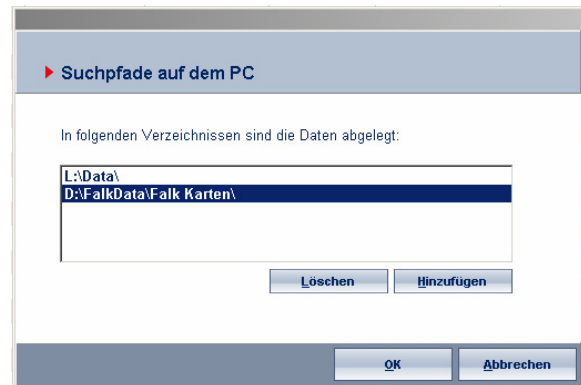 Suchpfade auf dem PC
In folgenden Verzeichnissen sind die Daten abgelegt:
L:\Data\
D:\FalkData\Falk Karten\
Löschen
Hinzufügen
OK
Abbrechen